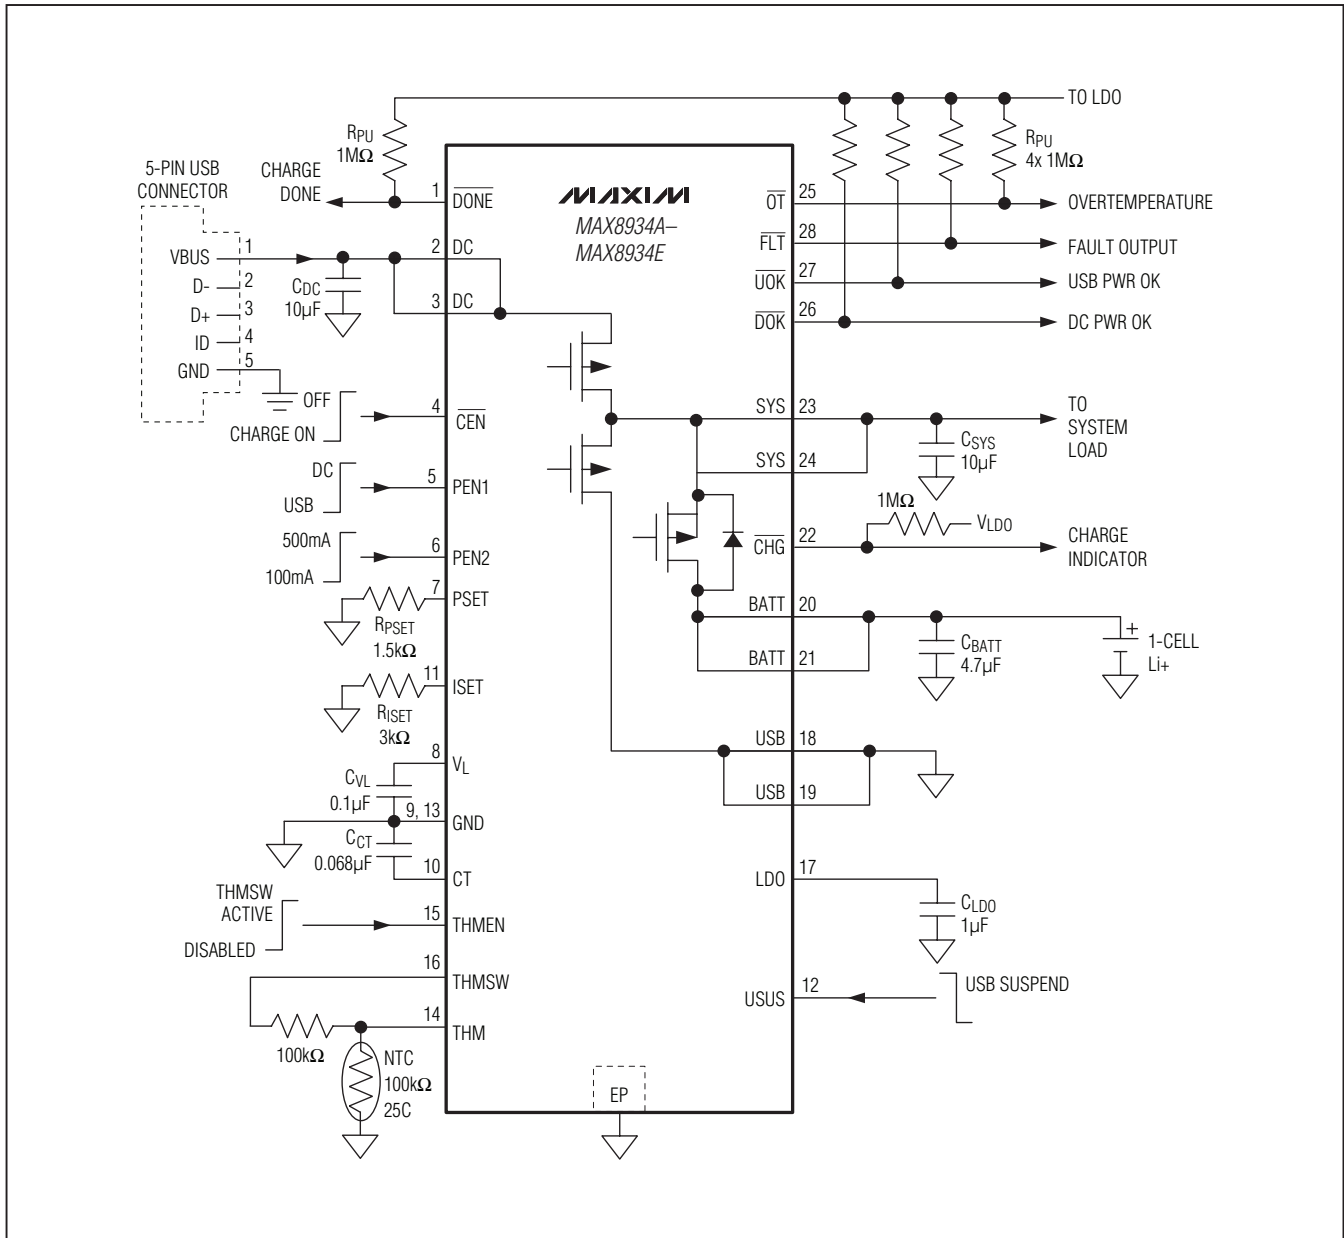 TO LDO
RPU
1MΩ
RPU
4x 1MΩ
5-PIN USB
CONNECTOR
CHARGE
DONE
1
DONE
MAXIM
MAX8934A–
MAX8934E
OT
25
OVERTEMPERATURE
FLT
28
FAULT OUTPUT
UOK
27
USB PWR OK
DOK
26
DC PWR OK
VBUS
1
D-
2
D+
3
ID
4
GND
5
CDC
10µF
2
DC
3
DC
OFF
CHARGE ON
4
CEN
DC
USB
5
PEN1
500mA
100mA
6
PEN2
7
PSET
RPSET
1.5kΩ
11
ISET
RISET
3kΩ
8
VL
CVL
0.1µF
9, 13
GND
CCT
0.068µF
10
CT
THMSW
ACTIVE
DISABLED
15
THMEN
16
THMSW
14
THM
100kΩ
NTC
100kΩ
25C
EP
SYS
23
TO
SYSTEM
LOAD
SYS
24
CSYS
10µF
1MΩ
VLDO
CHG
22
CHARGE
INDICATOR
BATT
20
BATT
21
CBATT
4.7µF
+
1-CELL
Li+
USB
18
USB
19
LDO
17
CLDO
1µF
USUS
12
USB SUSPEND